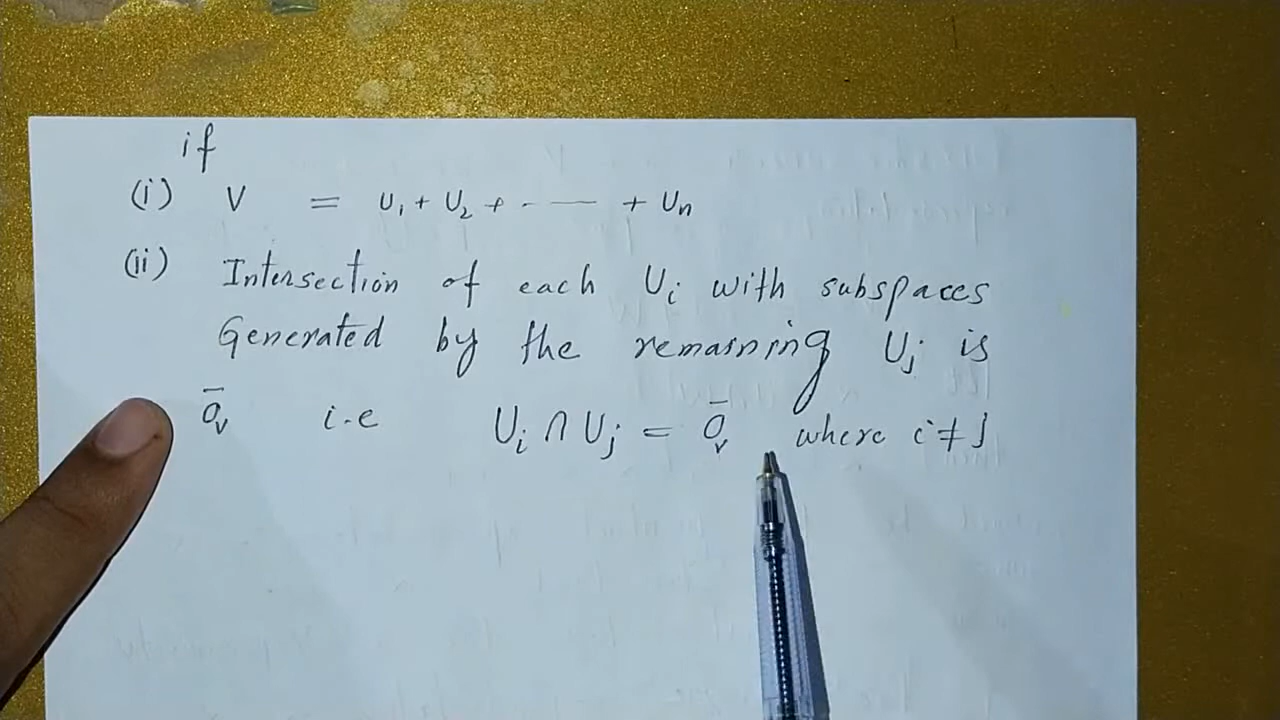 if
(i) V = U₁ + U₂ + - — + Uₙ
(ii) Intersection of each Uᵢ with subspaces
Generated by the remaining Uⱼ is
0̄ᵥ i.e Uᵢ ∩ Uⱼ = 0̄ᵥ where i ≠ j